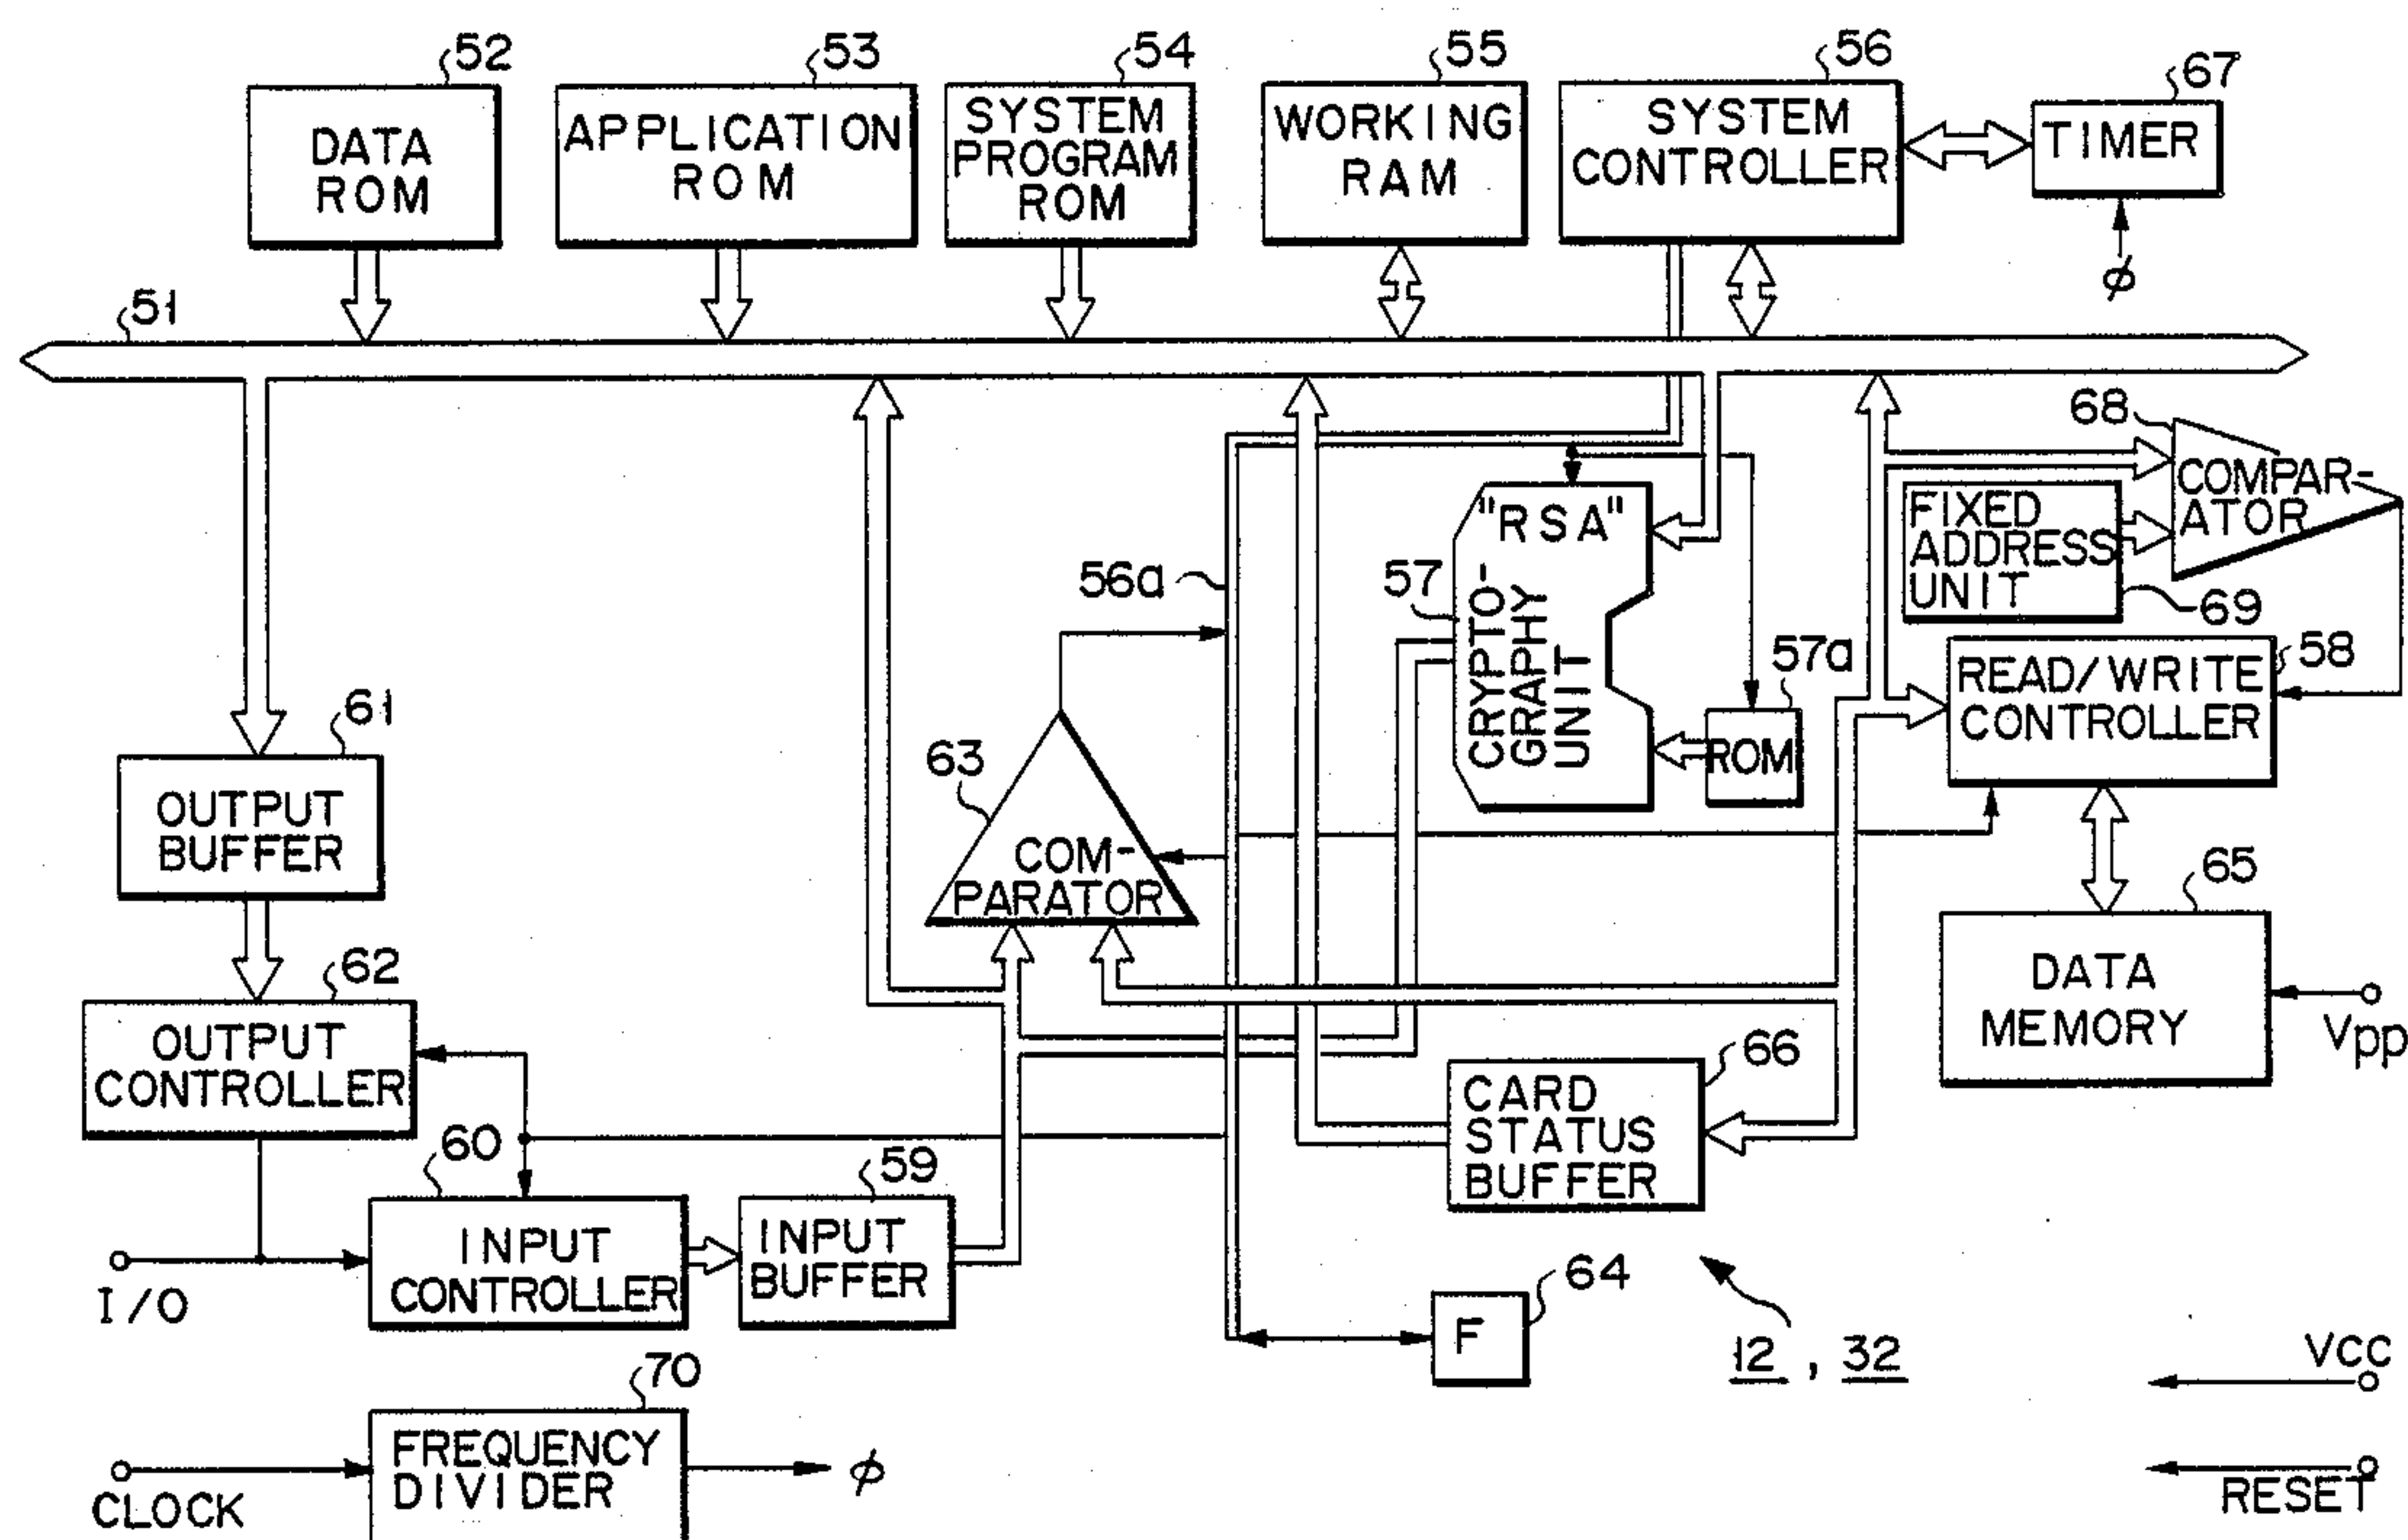 52
53
54
55
56
67
DATA
ROM
APPLICATION
ROM
SYSTEM
PROGRAM
ROM
WORKING
RAM
SYSTEM
CONTROLLER
TIMER
φ
51
68
COMPAR-
ATOR
"RSA"
FIXED
ADDRESS
UNIT
69
56a
57
CRYPTO-
GRAPHY
UNIT
57a
ROM
58
READ/WRITE
CONTROLLER
61
OUTPUT
BUFFER
63
COM-
PARATOR
65
DATA
MEMORY
Vpp
62
OUTPUT
CONTROLLER
66
CARD
STATUS
BUFFER
60
INPUT
CONTROLLER
59
INPUT
BUFFER
I/O
64
F
12, 32
VCC
70
FREQUENCY
DIVIDER
CLOCK
φ
RESET